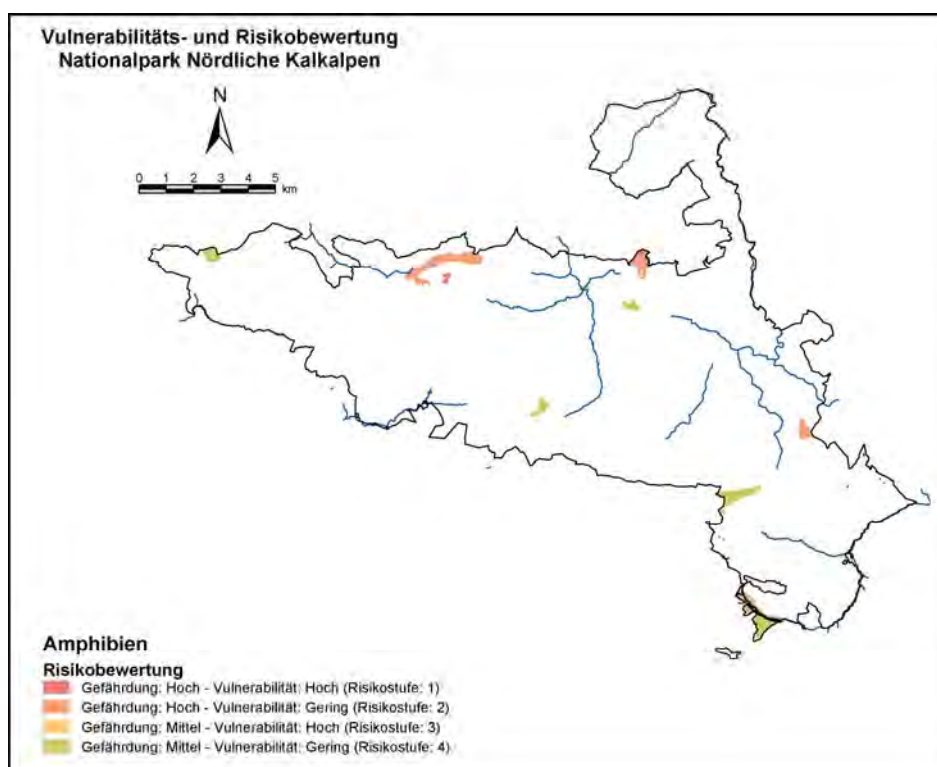 Vulnerabilitäts- und Risikobewertung
Nationalpark Nördliche Kalkalpen
N
0 1 2 3 4 5
km
Amphibien
Risikobewertung
Gefährdung: Hoch - Vulnerabilität: Hoch (Risikostufe: 1)
Gefährdung: Hoch - Vulnerabilität: Gering (Risikostufe: 2)
Gefährdung: Mittel - Vulnerabilität: Hoch (Risikostufe: 3)
Gefährdung: Mittel - Vulnerabilität: Gering (Risikostufe: 4)